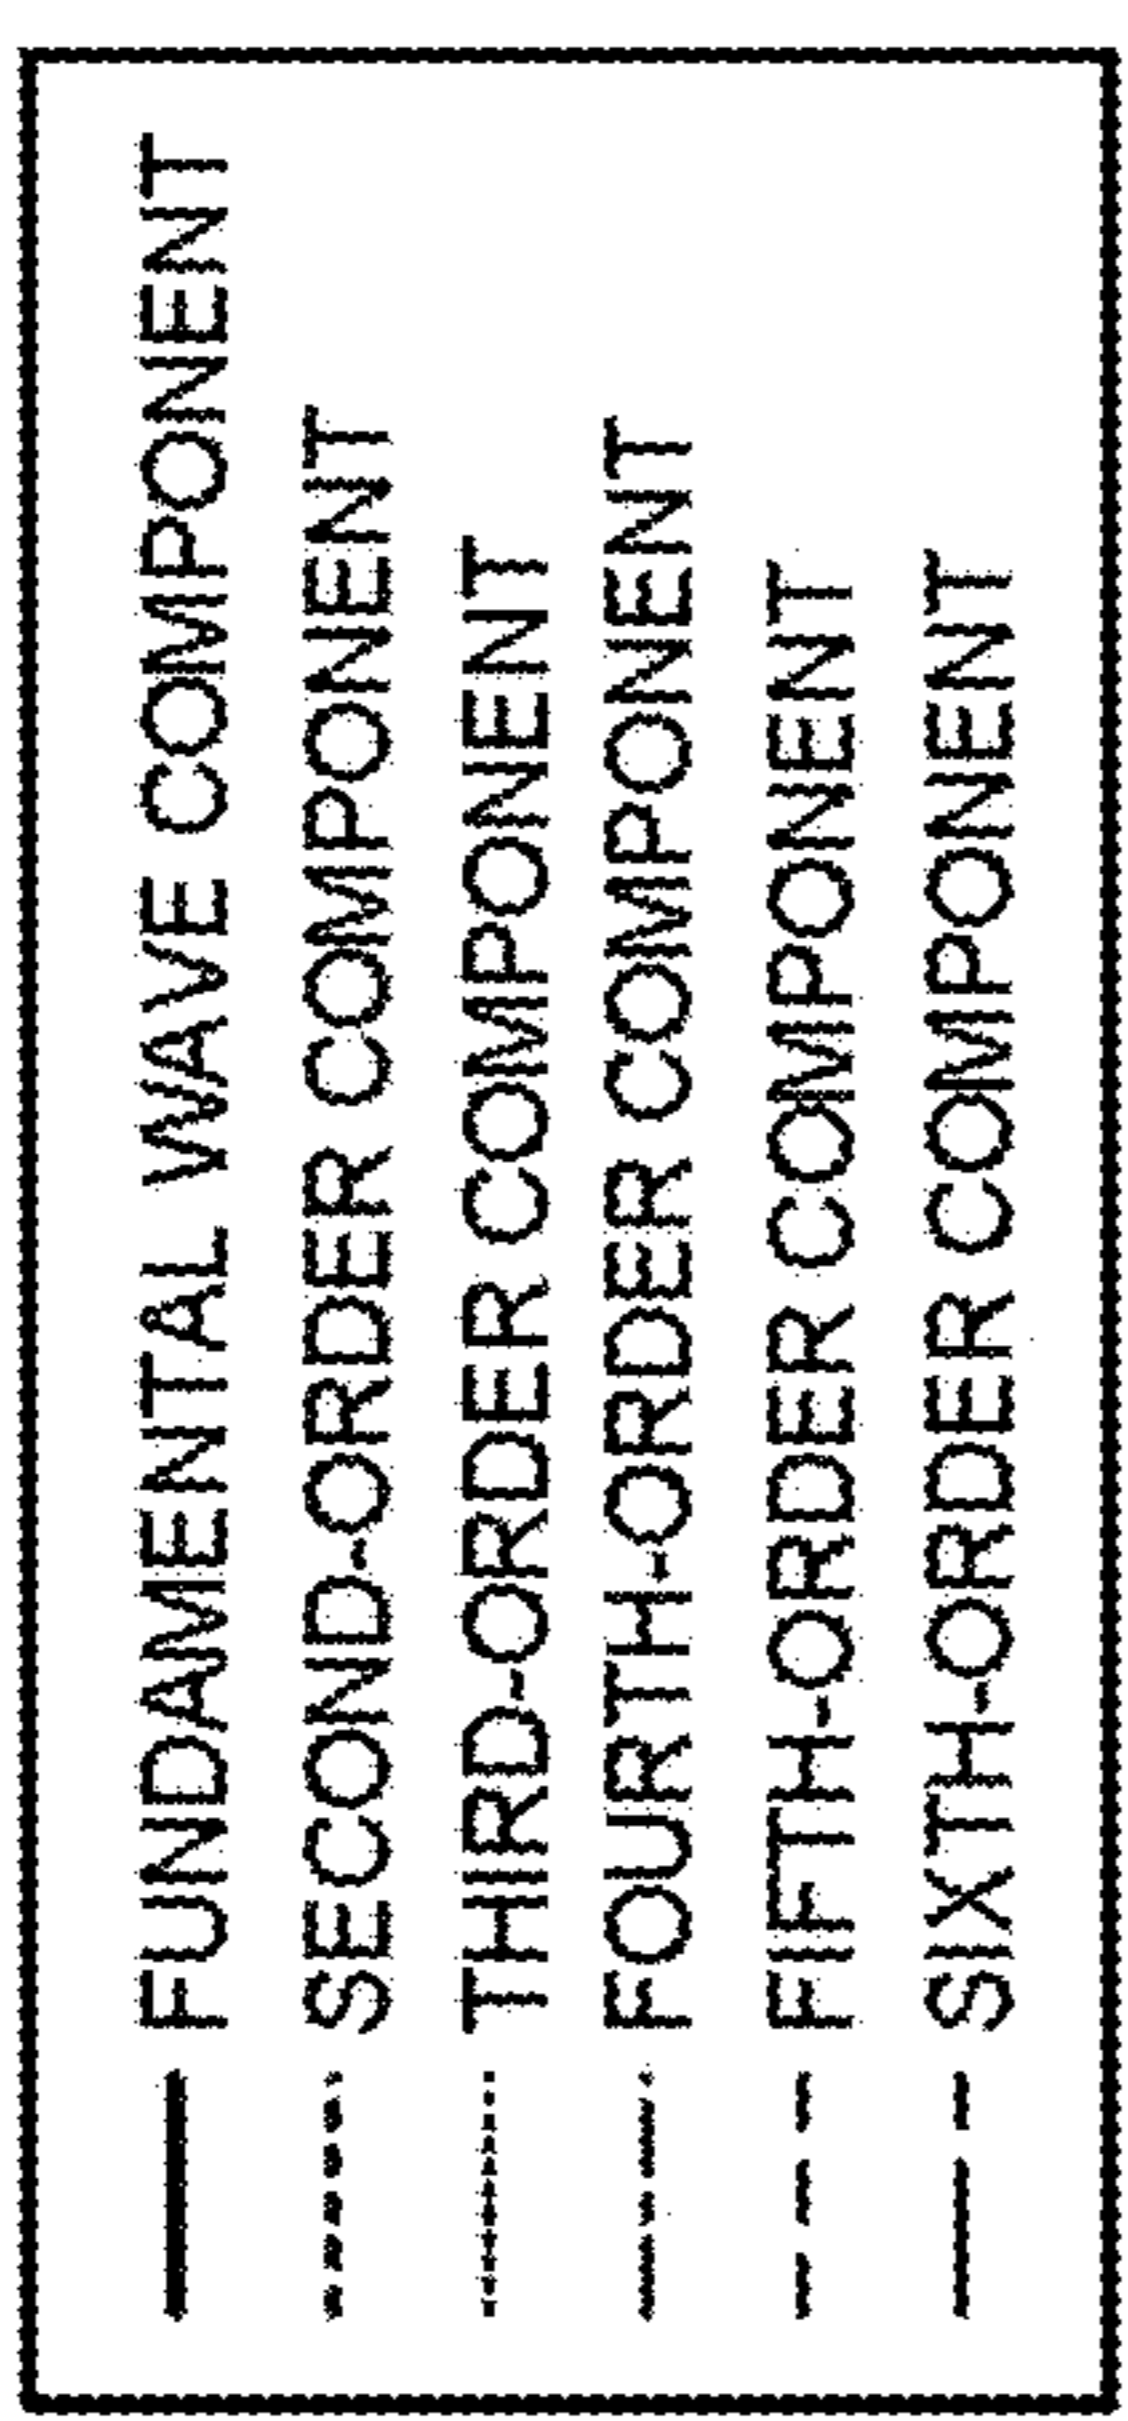 FUNDAMENTAL WAVE COMPONENT
SECOND-ORDER COMPONENT
THIRD-ORDER COMPONENT
FOURTH-ORDER COMPONENT
FIFTH-ORDER COMPONENT
SIXTH-ORDER COMPONENT